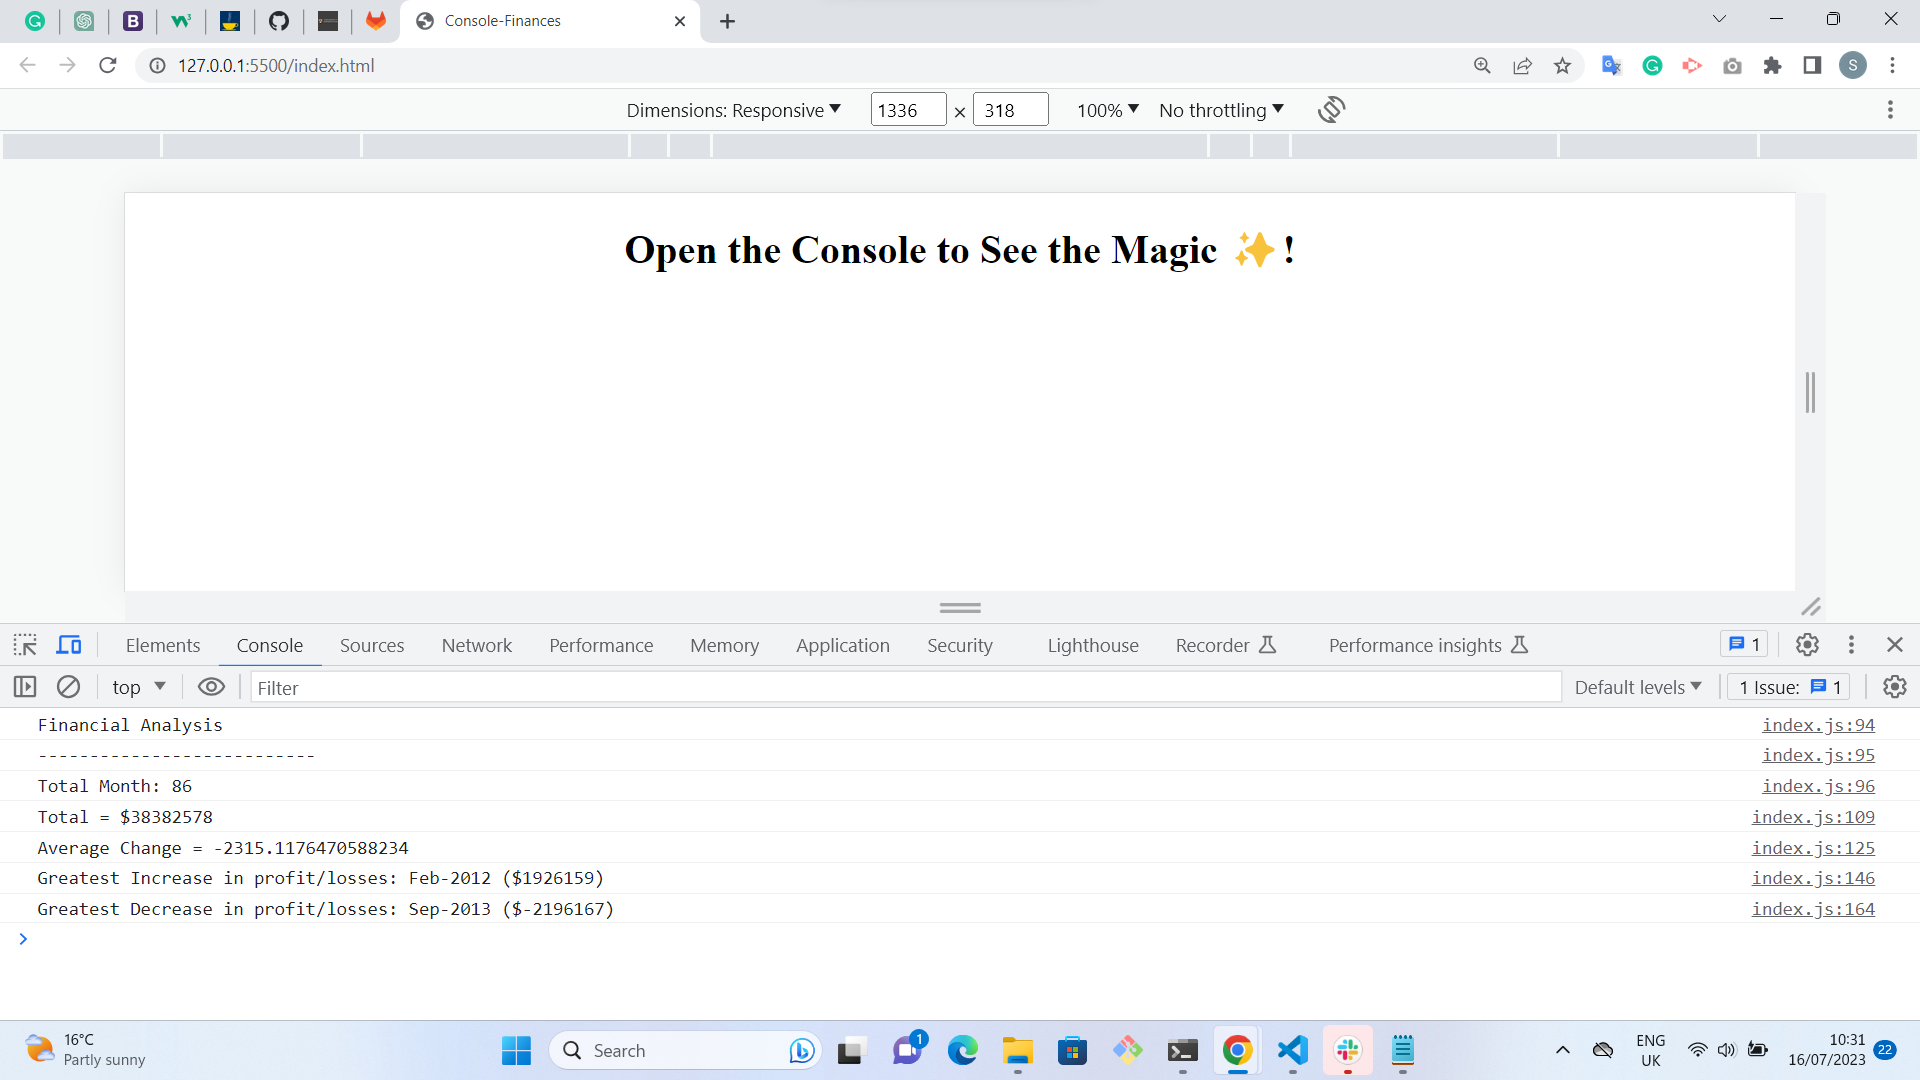 Console-Finances
127.0.0.1:5500/index.html
S
Dimensions: Responsive 1336 × 318 100% No throttling
Open the Console to See the Magic ✨!
Elements Console Sources Network Performance Memory Application Security Lighthouse Recorder Performance insights 1
top Filter Default levels 1 Issue: 1
Financial Analysis index.js:94
--------------------------- index.js:95
Total Month: 86 index.js:96
Total = $38382578 index.js:109
Average Change = -2315.1176470588234 index.js:125
Greatest Increase in profit/losses: Feb-2012 ($1926159) index.js:146
Greatest Decrease in profit/losses: Sep-2013 ($-2196167) index.js:164
16°C
Partly sunny
Search
1
ENG
UK
10:31
16/07/2023
22